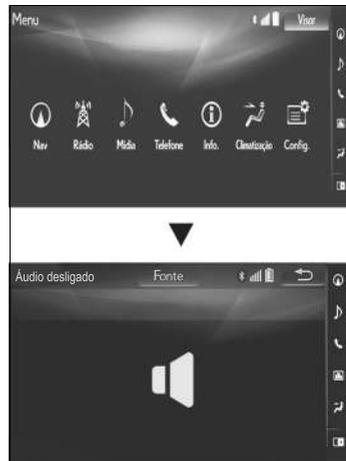 Menu Visor
Nav Rádio Mídia Telefone Info. Climatização Config.
Áudio desligado Fonte